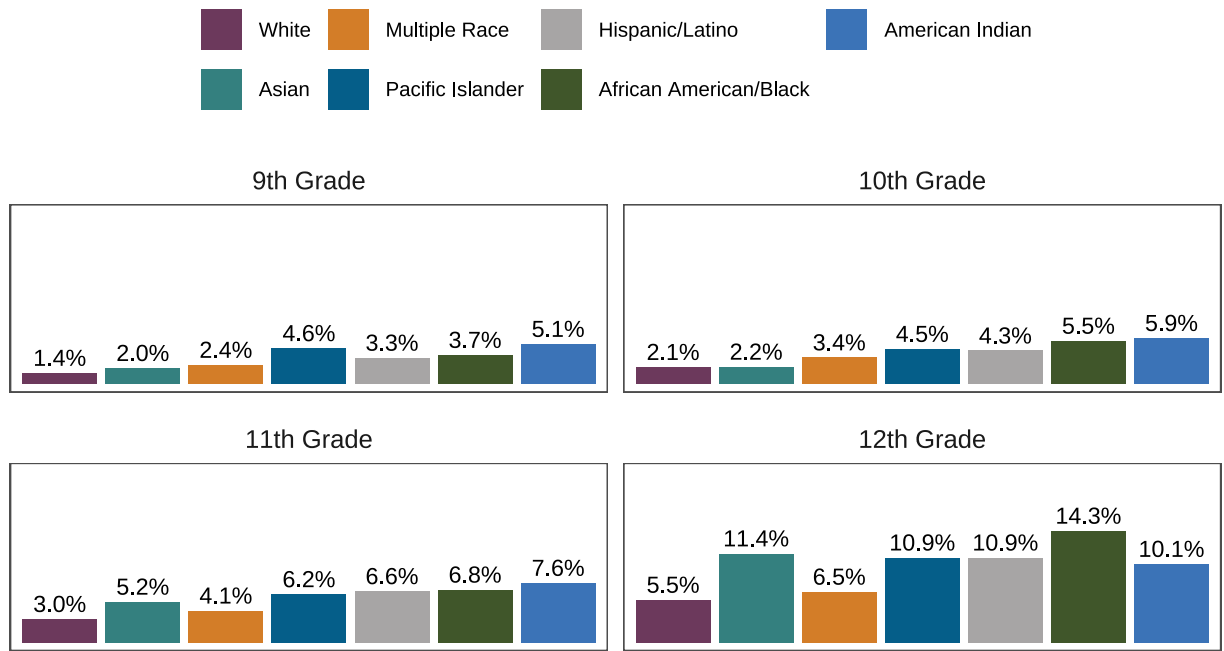 White Multiple Race Hispanic/Latino American Indian
Asian Pacific Islander African American/Black
9th Grade
1.4% 2.0% 2.4% 4.6% 3.3% 3.7% 5.1%
10th Grade
2.1% 2.2% 3.4% 4.5% 4.3% 5.5% 5.9%
11th Grade
3.0% 5.2% 4.1% 6.2% 6.6% 6.8% 7.6%
12th Grade
5.5% 11.4% 6.5% 10.9% 10.9% 14.3% 10.1%